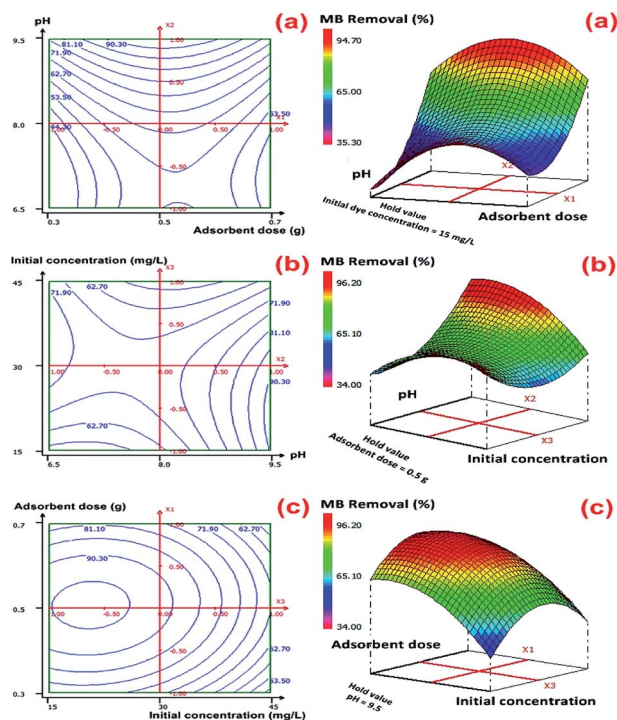 pH
X2
(a)
9.5
81.10
90.30
71.90
1.00
62.70
0.50
53.50
53.50
X1
8.0
1.00
-0.50
0.50
1.00
44.30
-0.50
6.5
-1.00
0.3
0.5
0.7
Adsorbent dose (g)
MB Removal (%)
(a)
94.70
65.00
35.30
pH
X2
X1
Hold value
Initial dye concentration = 15 mg/L
Adsorbent dose
Initial concentration (mg/L)
X3
(b)
45
62.70
71.90
1.00
71.90
0.50
81.10
X2
30
1.00
-0.50
0.50
1.00
90.30
-0.50
62.70
15
-1.00
6.5
8.0
9.5
pH
MB Removal (%)
(b)
96.20
65.10
34.00
pH
X2
X3
Hold value
Adsorbent dose = 0.5 g
Initial concentration
Adsorbent dose (g)
X1
(c)
0.7
81.10
71.90
62.70
1.00
0.50
90.30
X3
0.5
1.00
-0.50
0.50
1.00
-0.50
62.70
53.50
0.3
-1.00
15
30
45
Initial concentration (mg/L)
MB Removal (%)
(c)
96.20
65.10
34.00
Adsorbent dose
X1
X3
Hold value
pH = 9.5
Initial concentration